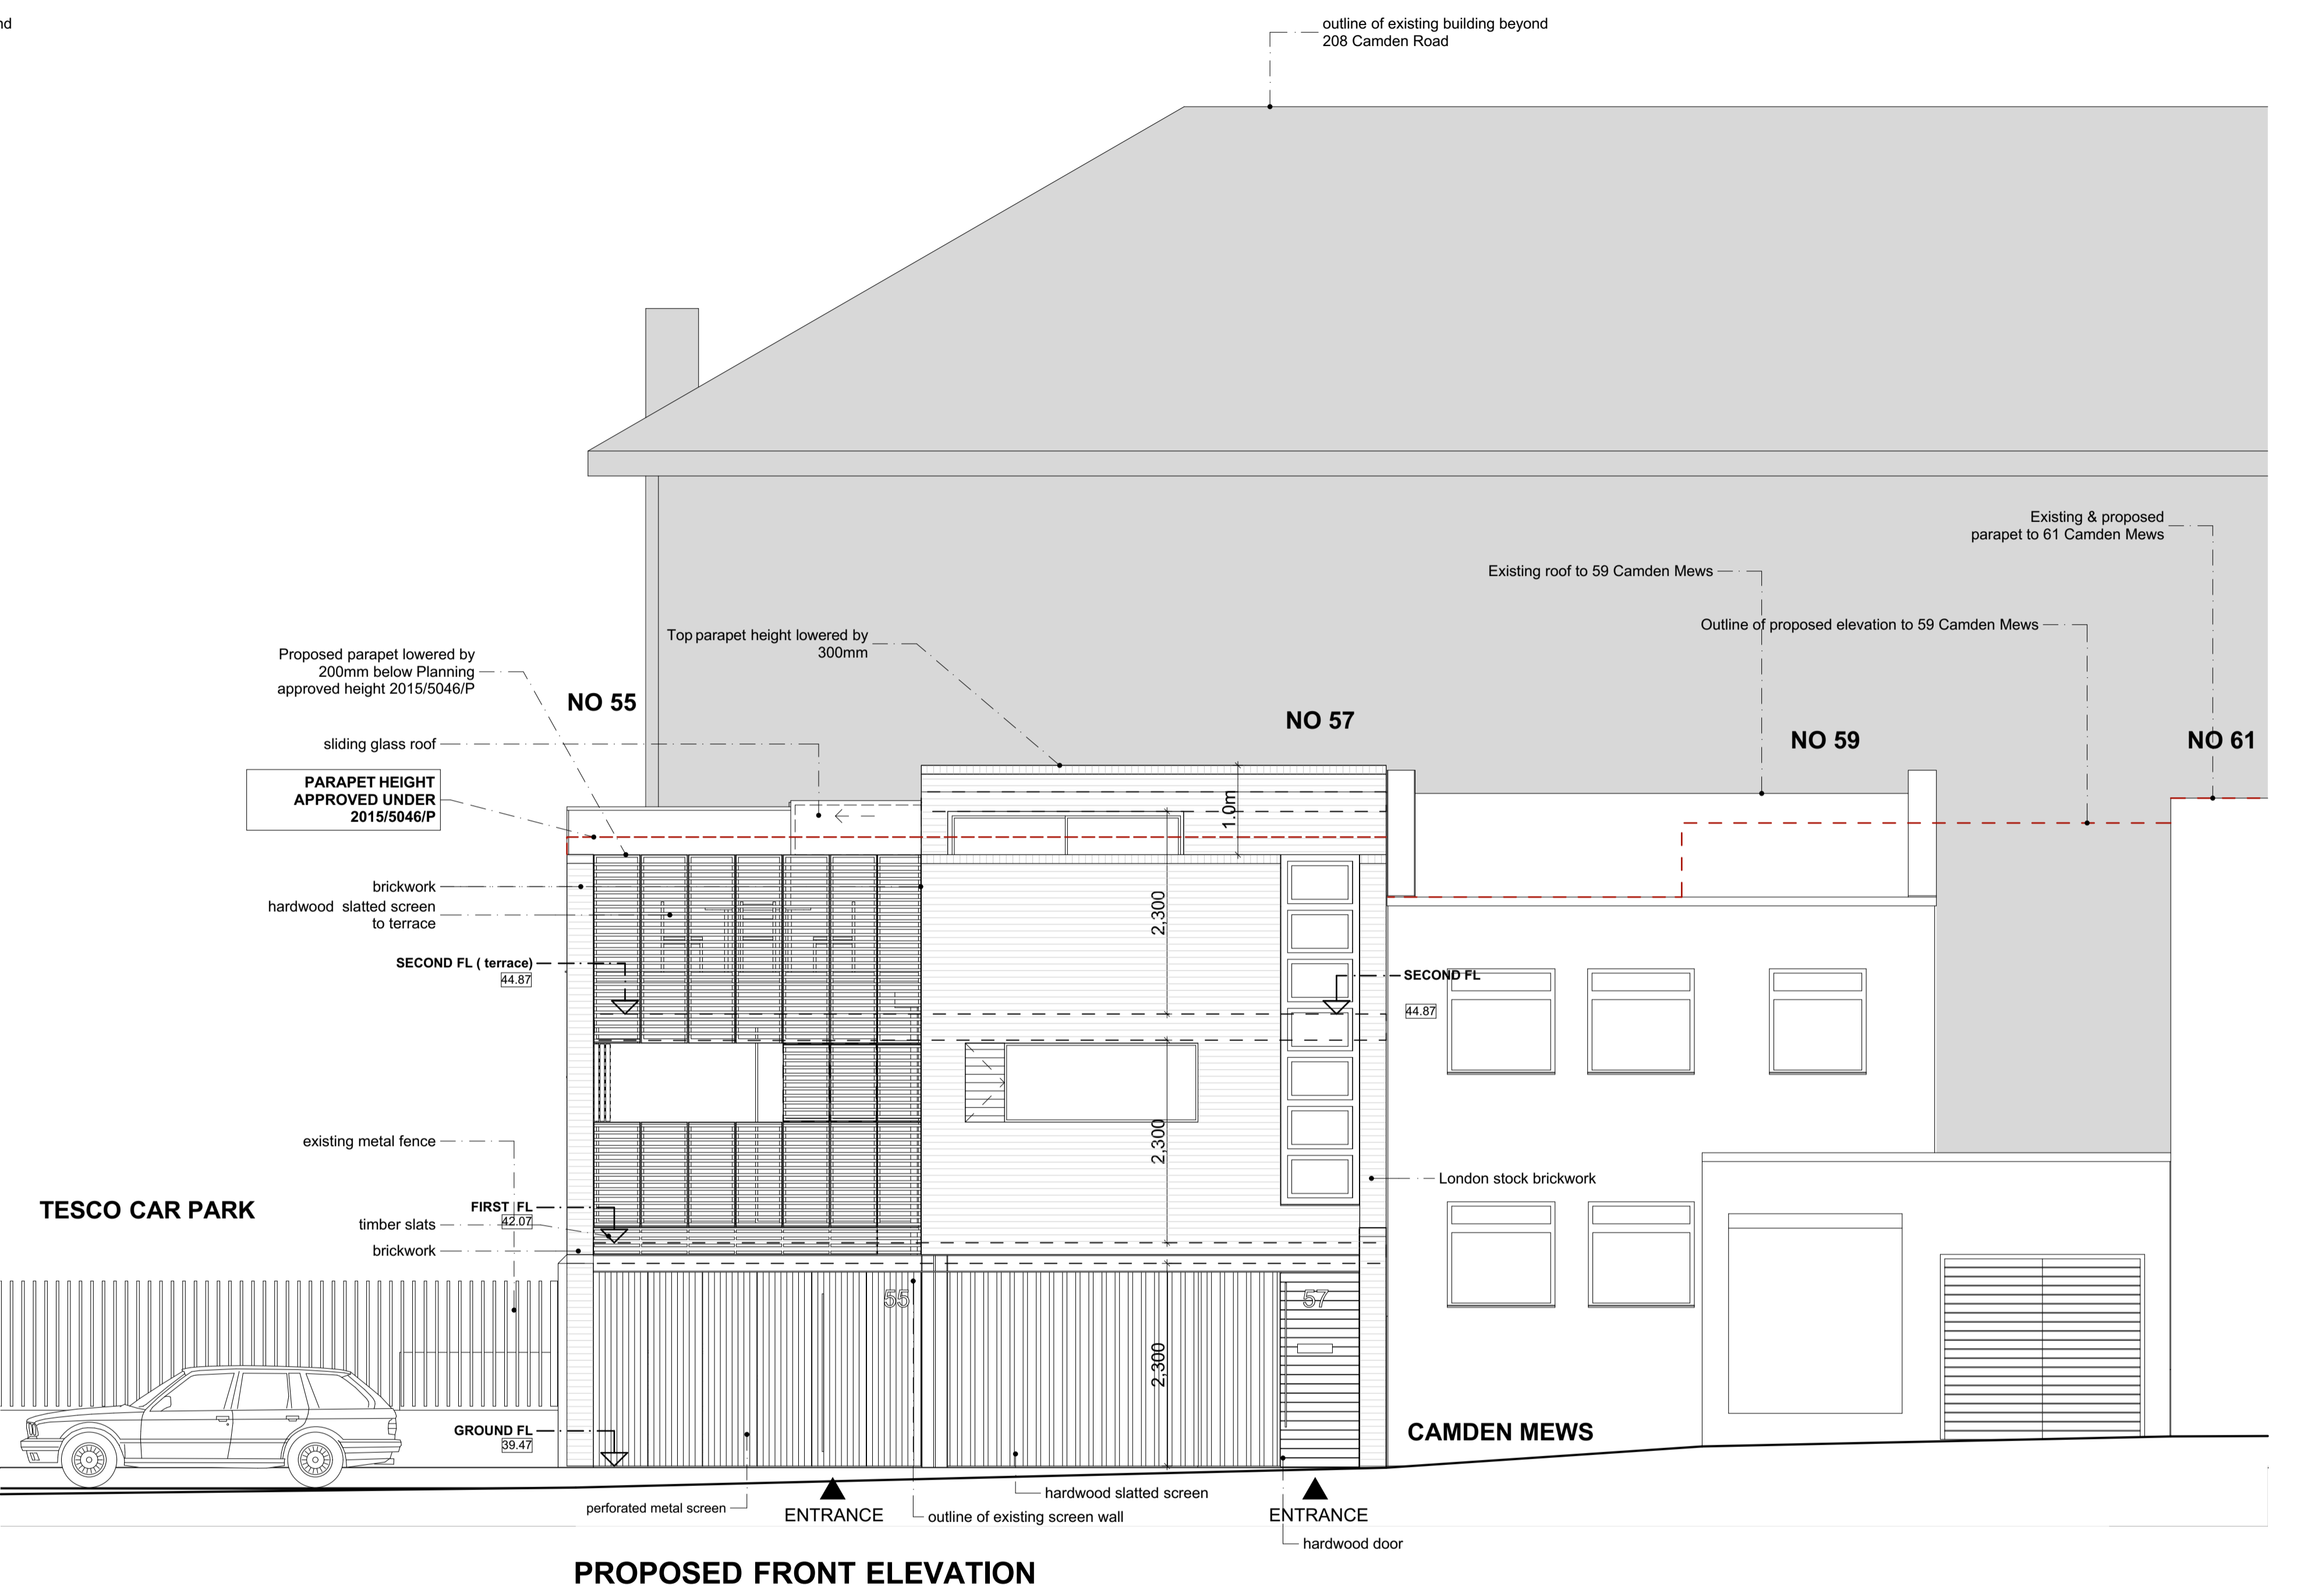 nd
outline of existing building beyond
208 Camden Road
Existing & proposed
parapet to 61 Camden Mews
Existing roof to 59 Camden Mews
Outline of proposed elevation to 59 Camden Mews
Top parapet height lowered by
300mm
Proposed parapet lowered by
200mm below Planning
approved height 2015/5046/P
NO 55
NO 57
NO 59
NO 61
sliding glass roof
PARAPET HEIGHT
APPROVED UNDER
2015/5046/P
1.0m
brickwork
hardwood slatted screen
to terrace
2,300
SECOND FL ( terrace)
44.87
SECOND FL
44.87
existing metal fence
2,300
London stock brickwork
TESCO CAR PARK
FIRST FL
42.07
timber slats
brickwork
55
57
2,300
GROUND FL
39.47
CAMDEN MEWS
perforated metal screen
ENTRANCE
hardwood slatted screen
outline of existing screen wall
ENTRANCE
hardwood door
PROPOSED FRONT ELEVATION